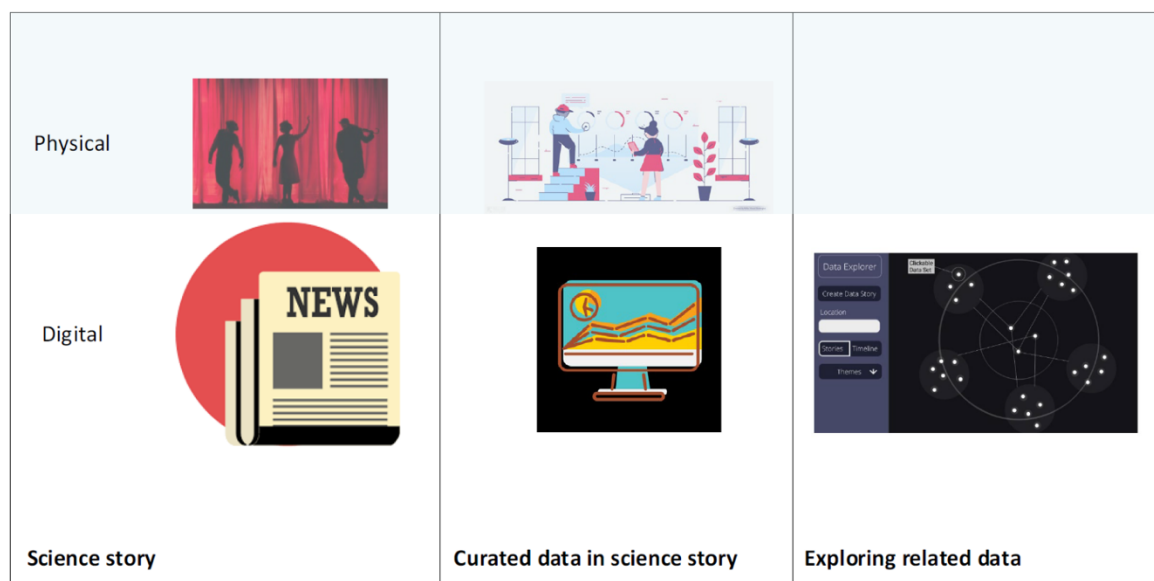 Physical
Digital
NEWS
Data Explorer
Create Data Story
Location
Stories Timeline
Themes
Clickable
Data Set
Science story
Curated data in science story
Exploring related data